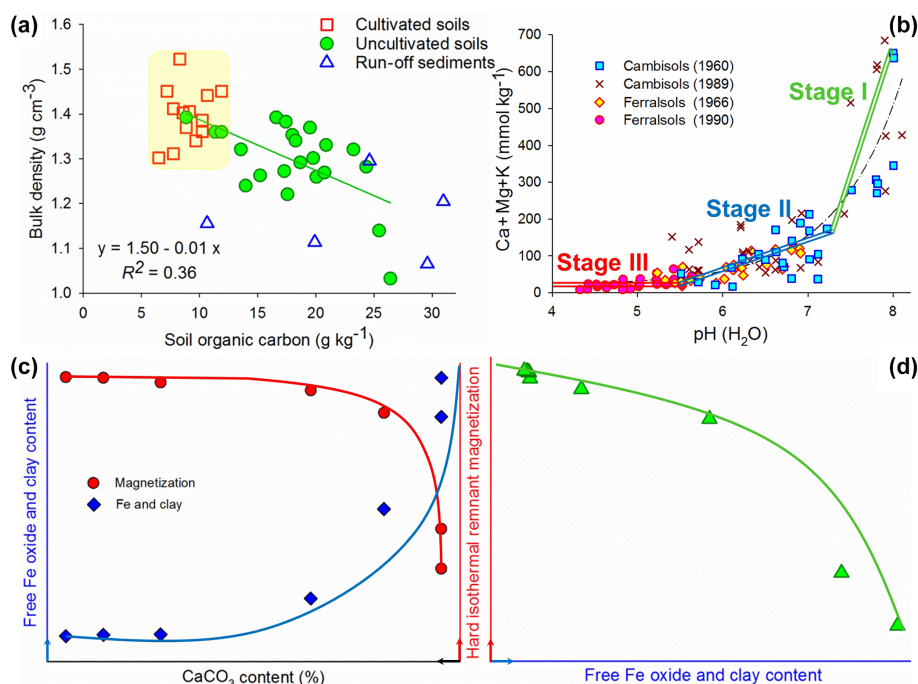 (a)
Cultivated soils
Uncultivated soils
Run-off sediments
Bulk density (g cm-3)
1.6
1.5
1.4
1.3
1.2
1.1
1.0
y = 1.50 - 0.01 x
R² = 0.36
0 5 10 15 20 25 30 35
Soil organic carbon (g kg-1)
(b)
Ca+Mg+K (mmol kg-1)
700
600
500
400
300
200
100
0
Cambisols (1960)
Cambisols (1989)
Ferralsols (1966)
Ferralsols (1990)
Stage I
Stage II
Stage III
4 5 6 7 8
pH (H₂O)
(c)
Free Fe oxide and clay content
Magnetization
Fe and clay
CaCO₃ content (%)
Hard isothermal remnant magnetization
(d)
Free Fe oxide and clay content